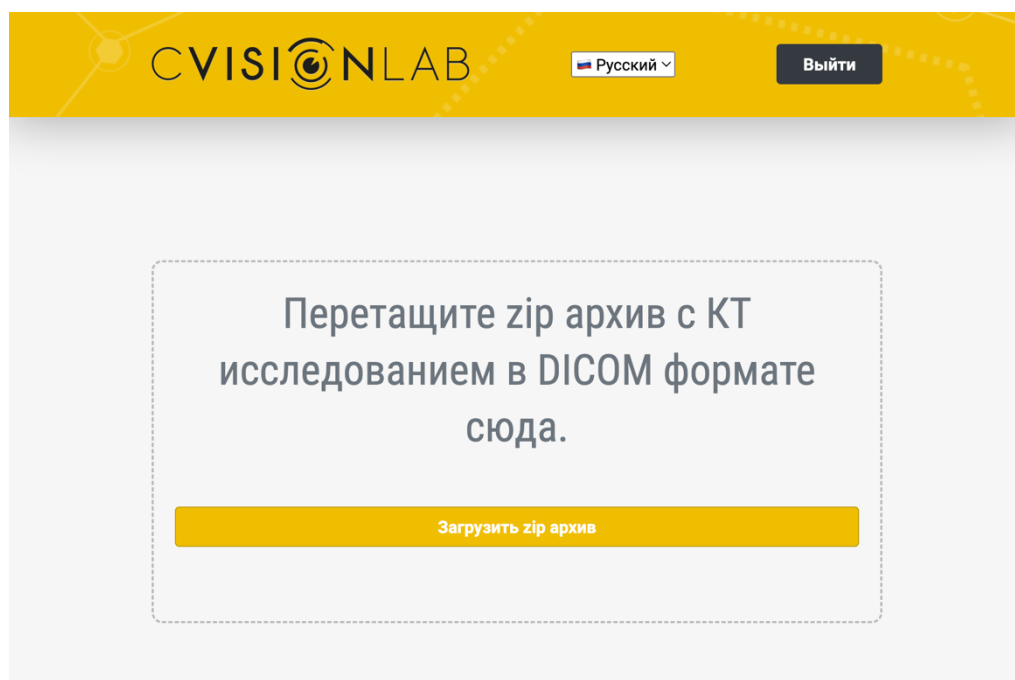 CVISIONLAB
Русский
Выйти
Перетащите zip архив с КТ
исследованием в DICOM формате
сюда.
Загрузить zip архив